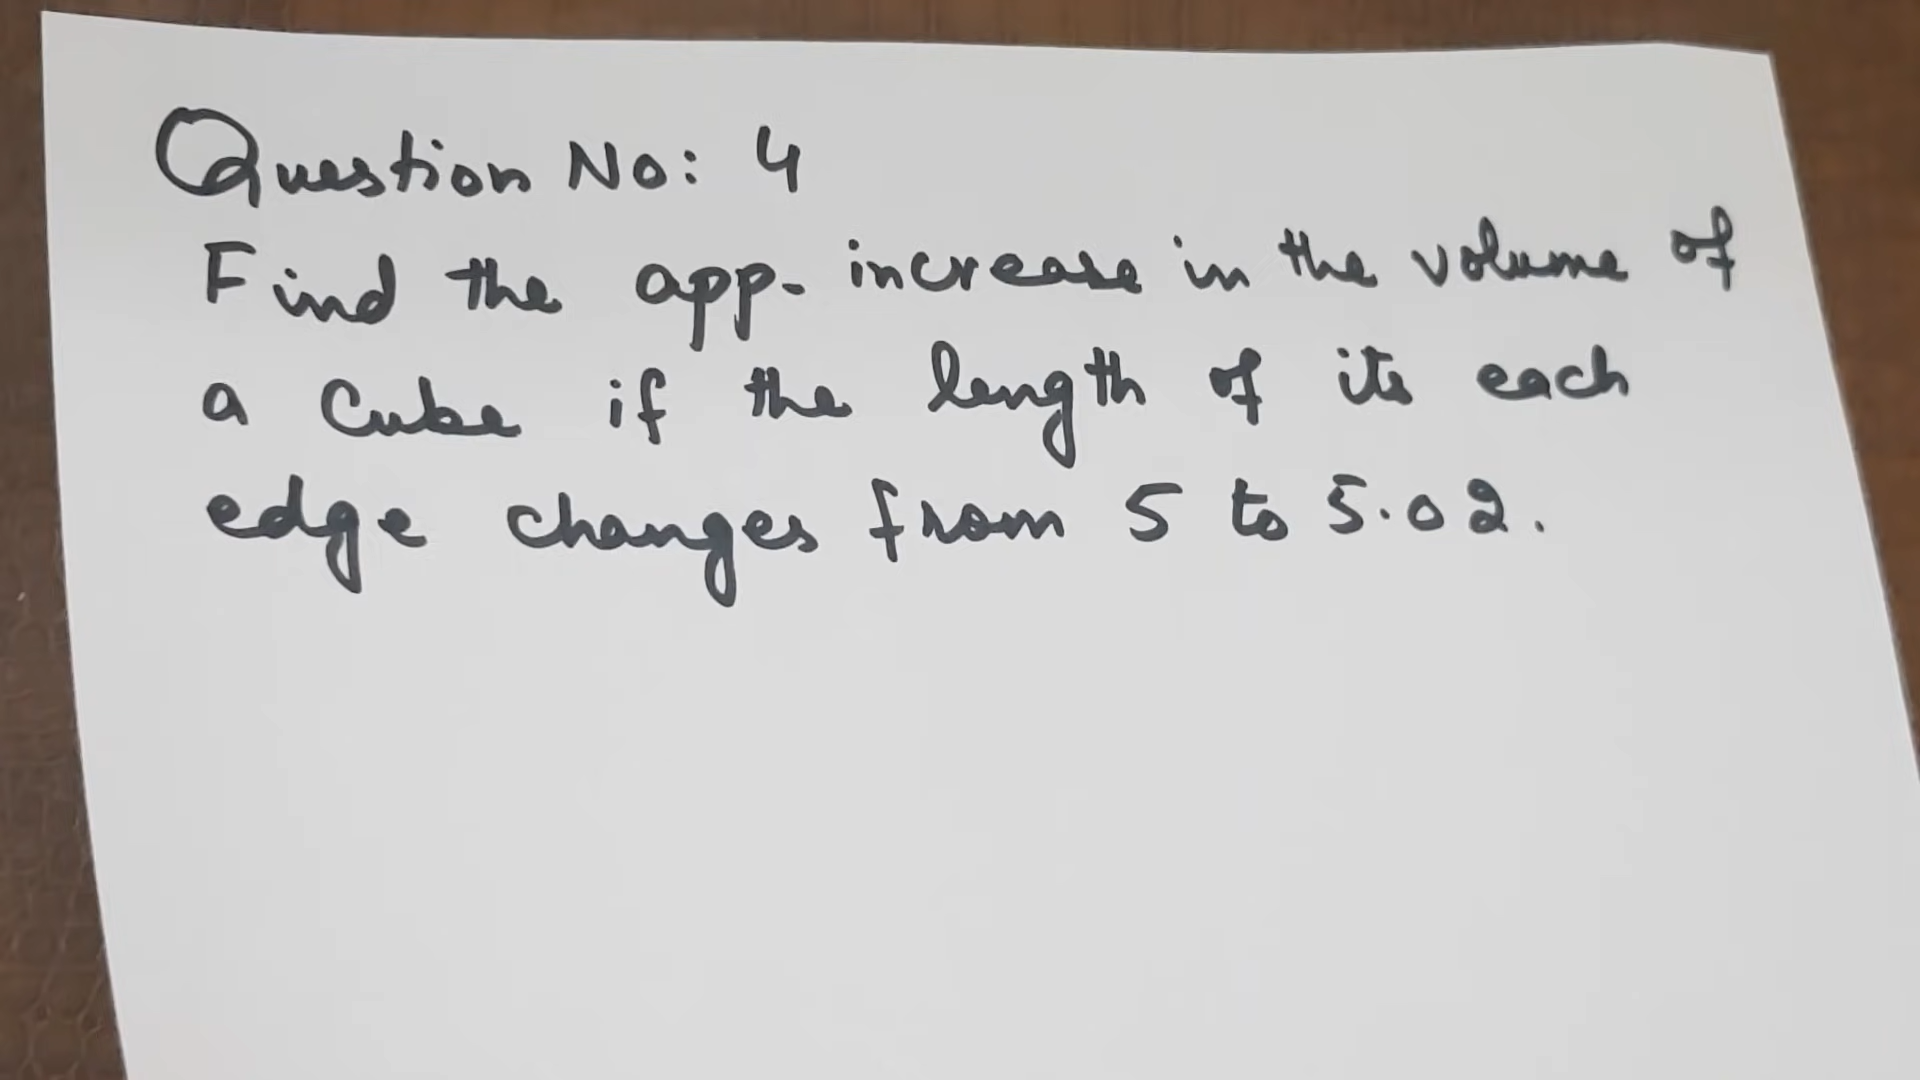 Question No: 4
Find the app. increase in the volume of
a Cube if the length of its each
edge changes from 5 to 5.02.